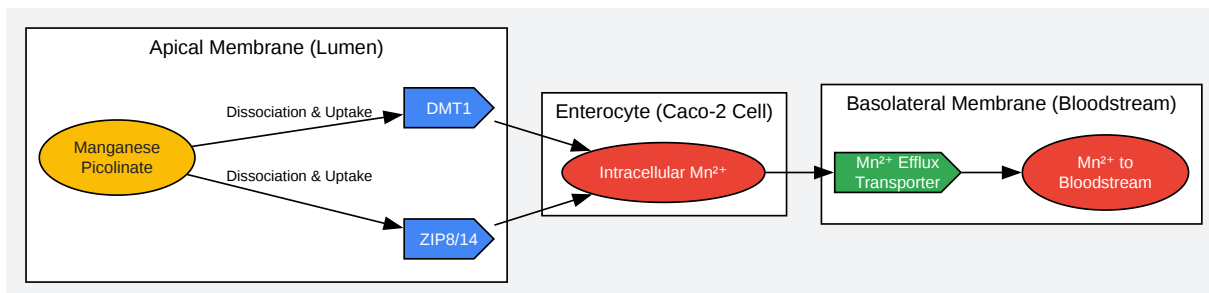 Apical Membrane (Lumen)
Manganese
Picolinate
Dissociation & Uptake
Dissociation & Uptake
DMT1
ZIP8/14
Enterocyte (Caco-2 Cell)
Intracellular Mn²⁺
Basolateral Membrane (Bloodstream)
Mn²⁺ Efflux
Transporter
Mn²⁺ to
Bloodstream